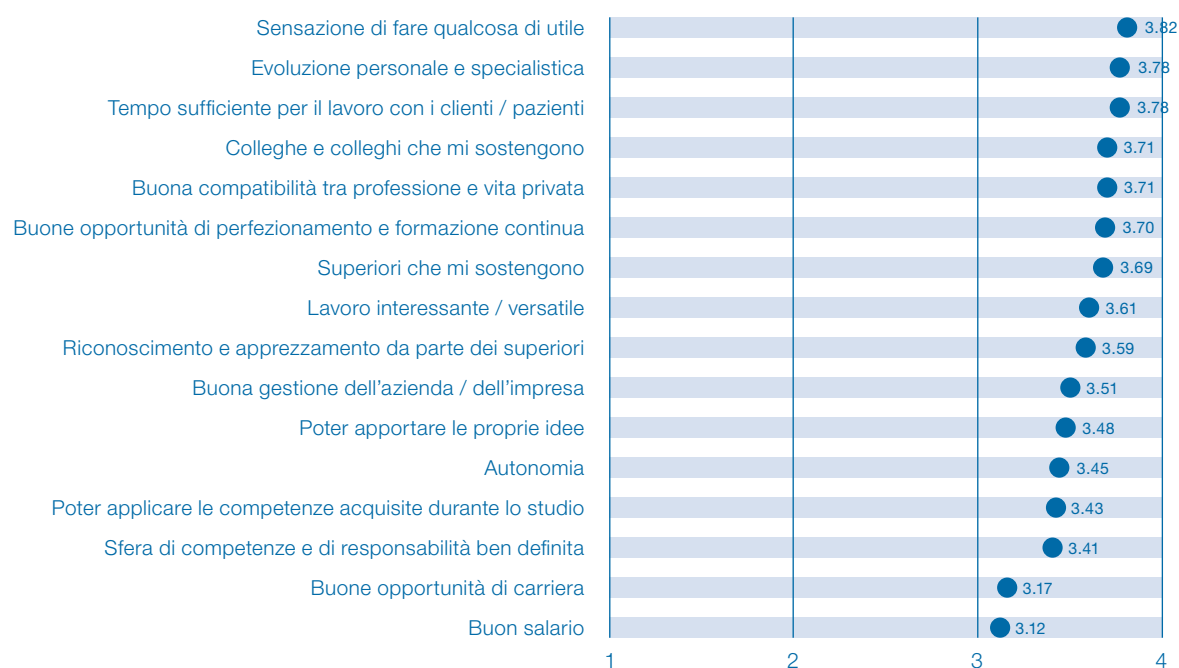 Sensazione di fare qualcosa di utile 3.82
Evoluzione personale e specialistica 3.78
Tempo sufficiente per il lavoro con i clienti / pazienti 3.78
Colleghe e colleghi che mi sostengono 3.71
Buona compatibilità tra professione e vita privata 3.71
Buone opportunità di perfezionamento e formazione continua 3.70
Superiori che mi sostengono 3.69
Lavoro interessante / versatile 3.61
Riconoscimento e apprezzamento da parte dei superiori 3.59
Buona gestione dell’azienda / dell’impresa 3.51
Poter apportare le proprie idee 3.48
Autonomia 3.45
Poter applicare le competenze acquisite durante lo studio 3.43
Sfera di competenze e di responsabilità ben definita 3.41
Buone opportunità di carriera 3.17
Buon salario 3.12
1 2 3 4